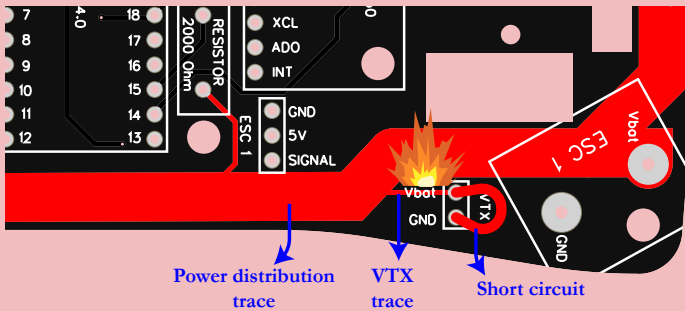 7
8
9
10
11
12
4.0
18
17
16
15
14
13
RESISTOR
2000 Ohm
XCL
ADO
INT
00
ESC 1
GND
5V
SIGNAL
Vbat
GND
VTX
ESC 1
Vbat
GND
Power distribution
trace
VTX
trace
Short circuit